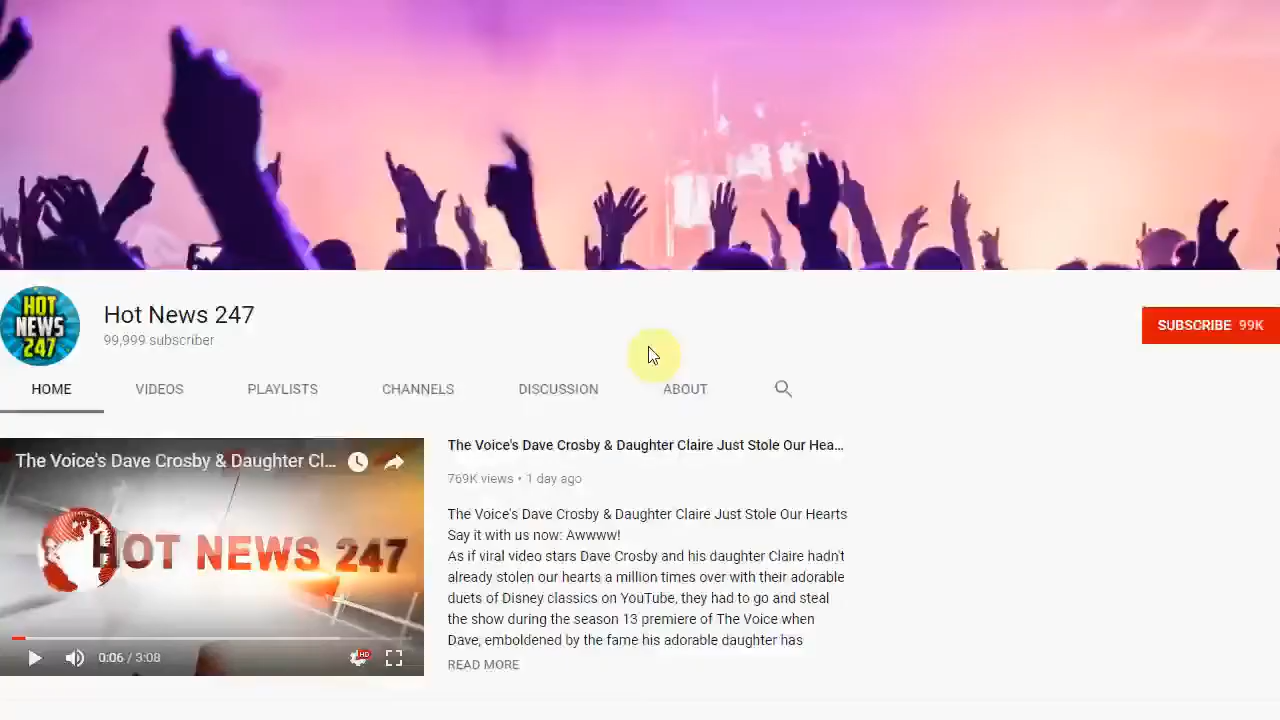 HOT
NEWS
247
Hot News 247
99,999 subscriber
SUBSCRIBE 99K
HOME VIDEOS PLAYLISTS CHANNELS DISCUSSION ABOUT
The Voice's Dave Crosby & Daughter Cl...
HOT NEWS 247
0:06 / 3:08
HD
The Voice's Dave Crosby & Daughter Claire Just Stole Our Hea...
769K views • 1 day ago
The Voice's Dave Crosby & Daughter Claire Just Stole Our Hearts
Say it with us now: Awwww!
As if viral video stars Dave Crosby and his daughter Claire hadn't
already stolen our hearts a million times over with their adorable
duets of Disney classics on YouTube, they had to go and steal
the show during the season 13 premiere of The Voice when
Dave, emboldened by the fame his adorable daughter has
READ MORE